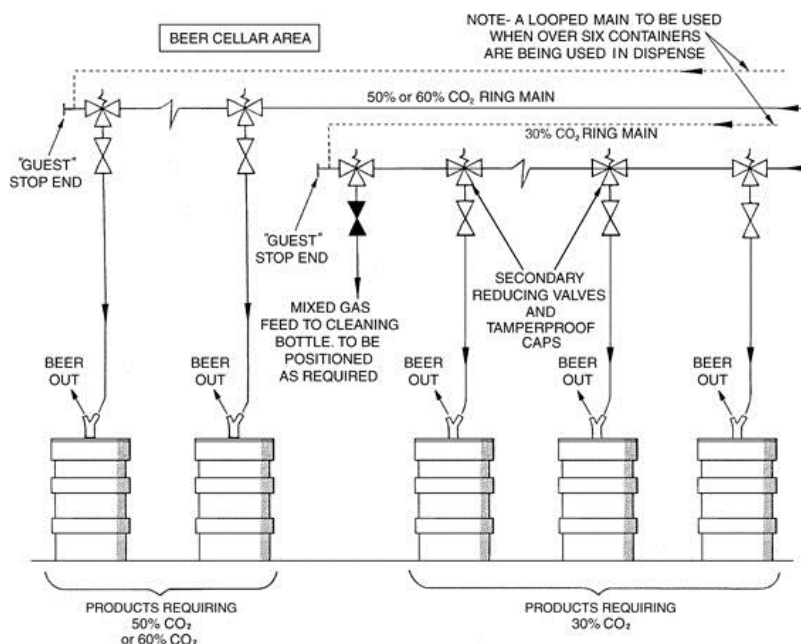 BEER CELLAR AREA
NOTE- A LOOPED MAIN TO BE USED
WHEN OVER SIX CONTAINERS
ARE BEING USED IN DISPENSE
50% or 60% CO₂ RING MAIN
30% CO₂ RING MAIN
"GUEST"
STOP END
"GUEST"
STOP END
MIXED GAS
FEED TO CLEANING
BOTTLE. TO BE
POSITIONED
AS REQUIRED
SECONDARY
REDUCING VALVES
AND
TAMPERPROOF
CAPS
BEER
OUT
BEER
OUT
BEER
OUT
BEER
OUT
BEER
OUT
PRODUCTS REQUIRING
50% CO₂
or 60% CO₂
PRODUCTS REQUIRING
30% CO₂